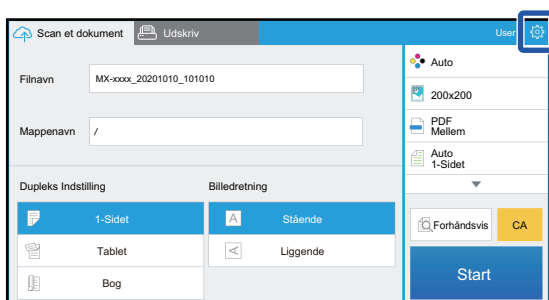 Scan et dokument
Udskriv
User
Filnavn
MX-xxxx_20201010_101010
Mappenavn
/
Dupleks Indstilling
Billedretning
1-Sidet
Stående
Tablet
Liggende
Bog
Auto
200x200
PDF
Mellem
Auto
1-Sidet
Forhåndsvis
CA
Start